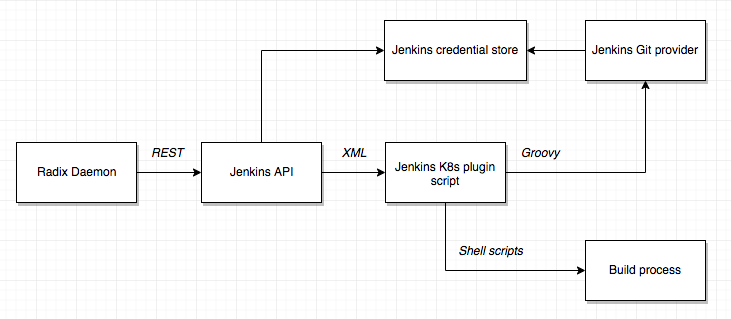 Jenkins credential store
Jenkins Git provider
REST
XML
Groovy
Radix Daemon
Jenkins API
Jenkins K8s plugin
script
Shell scripts
Build process